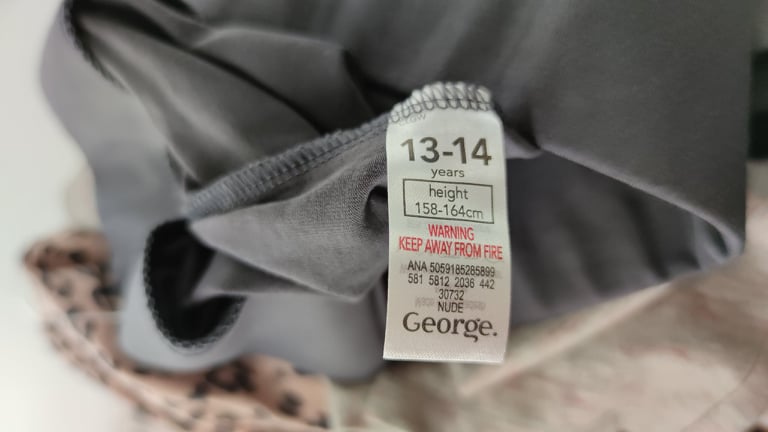 13-14
years
height
158-164cm
WARNING
KEEP AWAY FROM FIRE
ANA 5059185285899
581 5812 2036 442
30732
NUDE
George.